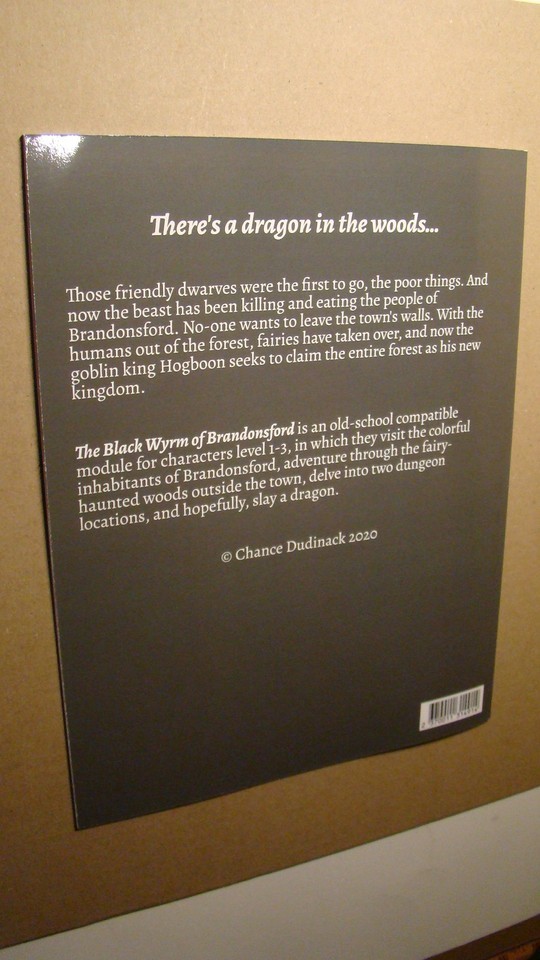 There's a dragon in the woods...
Those friendly dwarves were the first to go, the poor things. And
now the beast has been killing and eating the people of
Brandonsford. No-one wants to leave the town's walls. With the
humans out of the forest, fairies have taken over, and now the
goblin king Hogboon seeks to claim the entire forest as his new
kingdom.
The Black Wyrm of Brandonsford is an old-school compatible
module for characters level 1-3, in which they visit the colorful
inhabitants of Brandonsford, adventure through the fairy-
haunted woods outside the town, delve into two dungeon
locations, and hopefully, slay a dragon.
© Chance Dudinack 2020